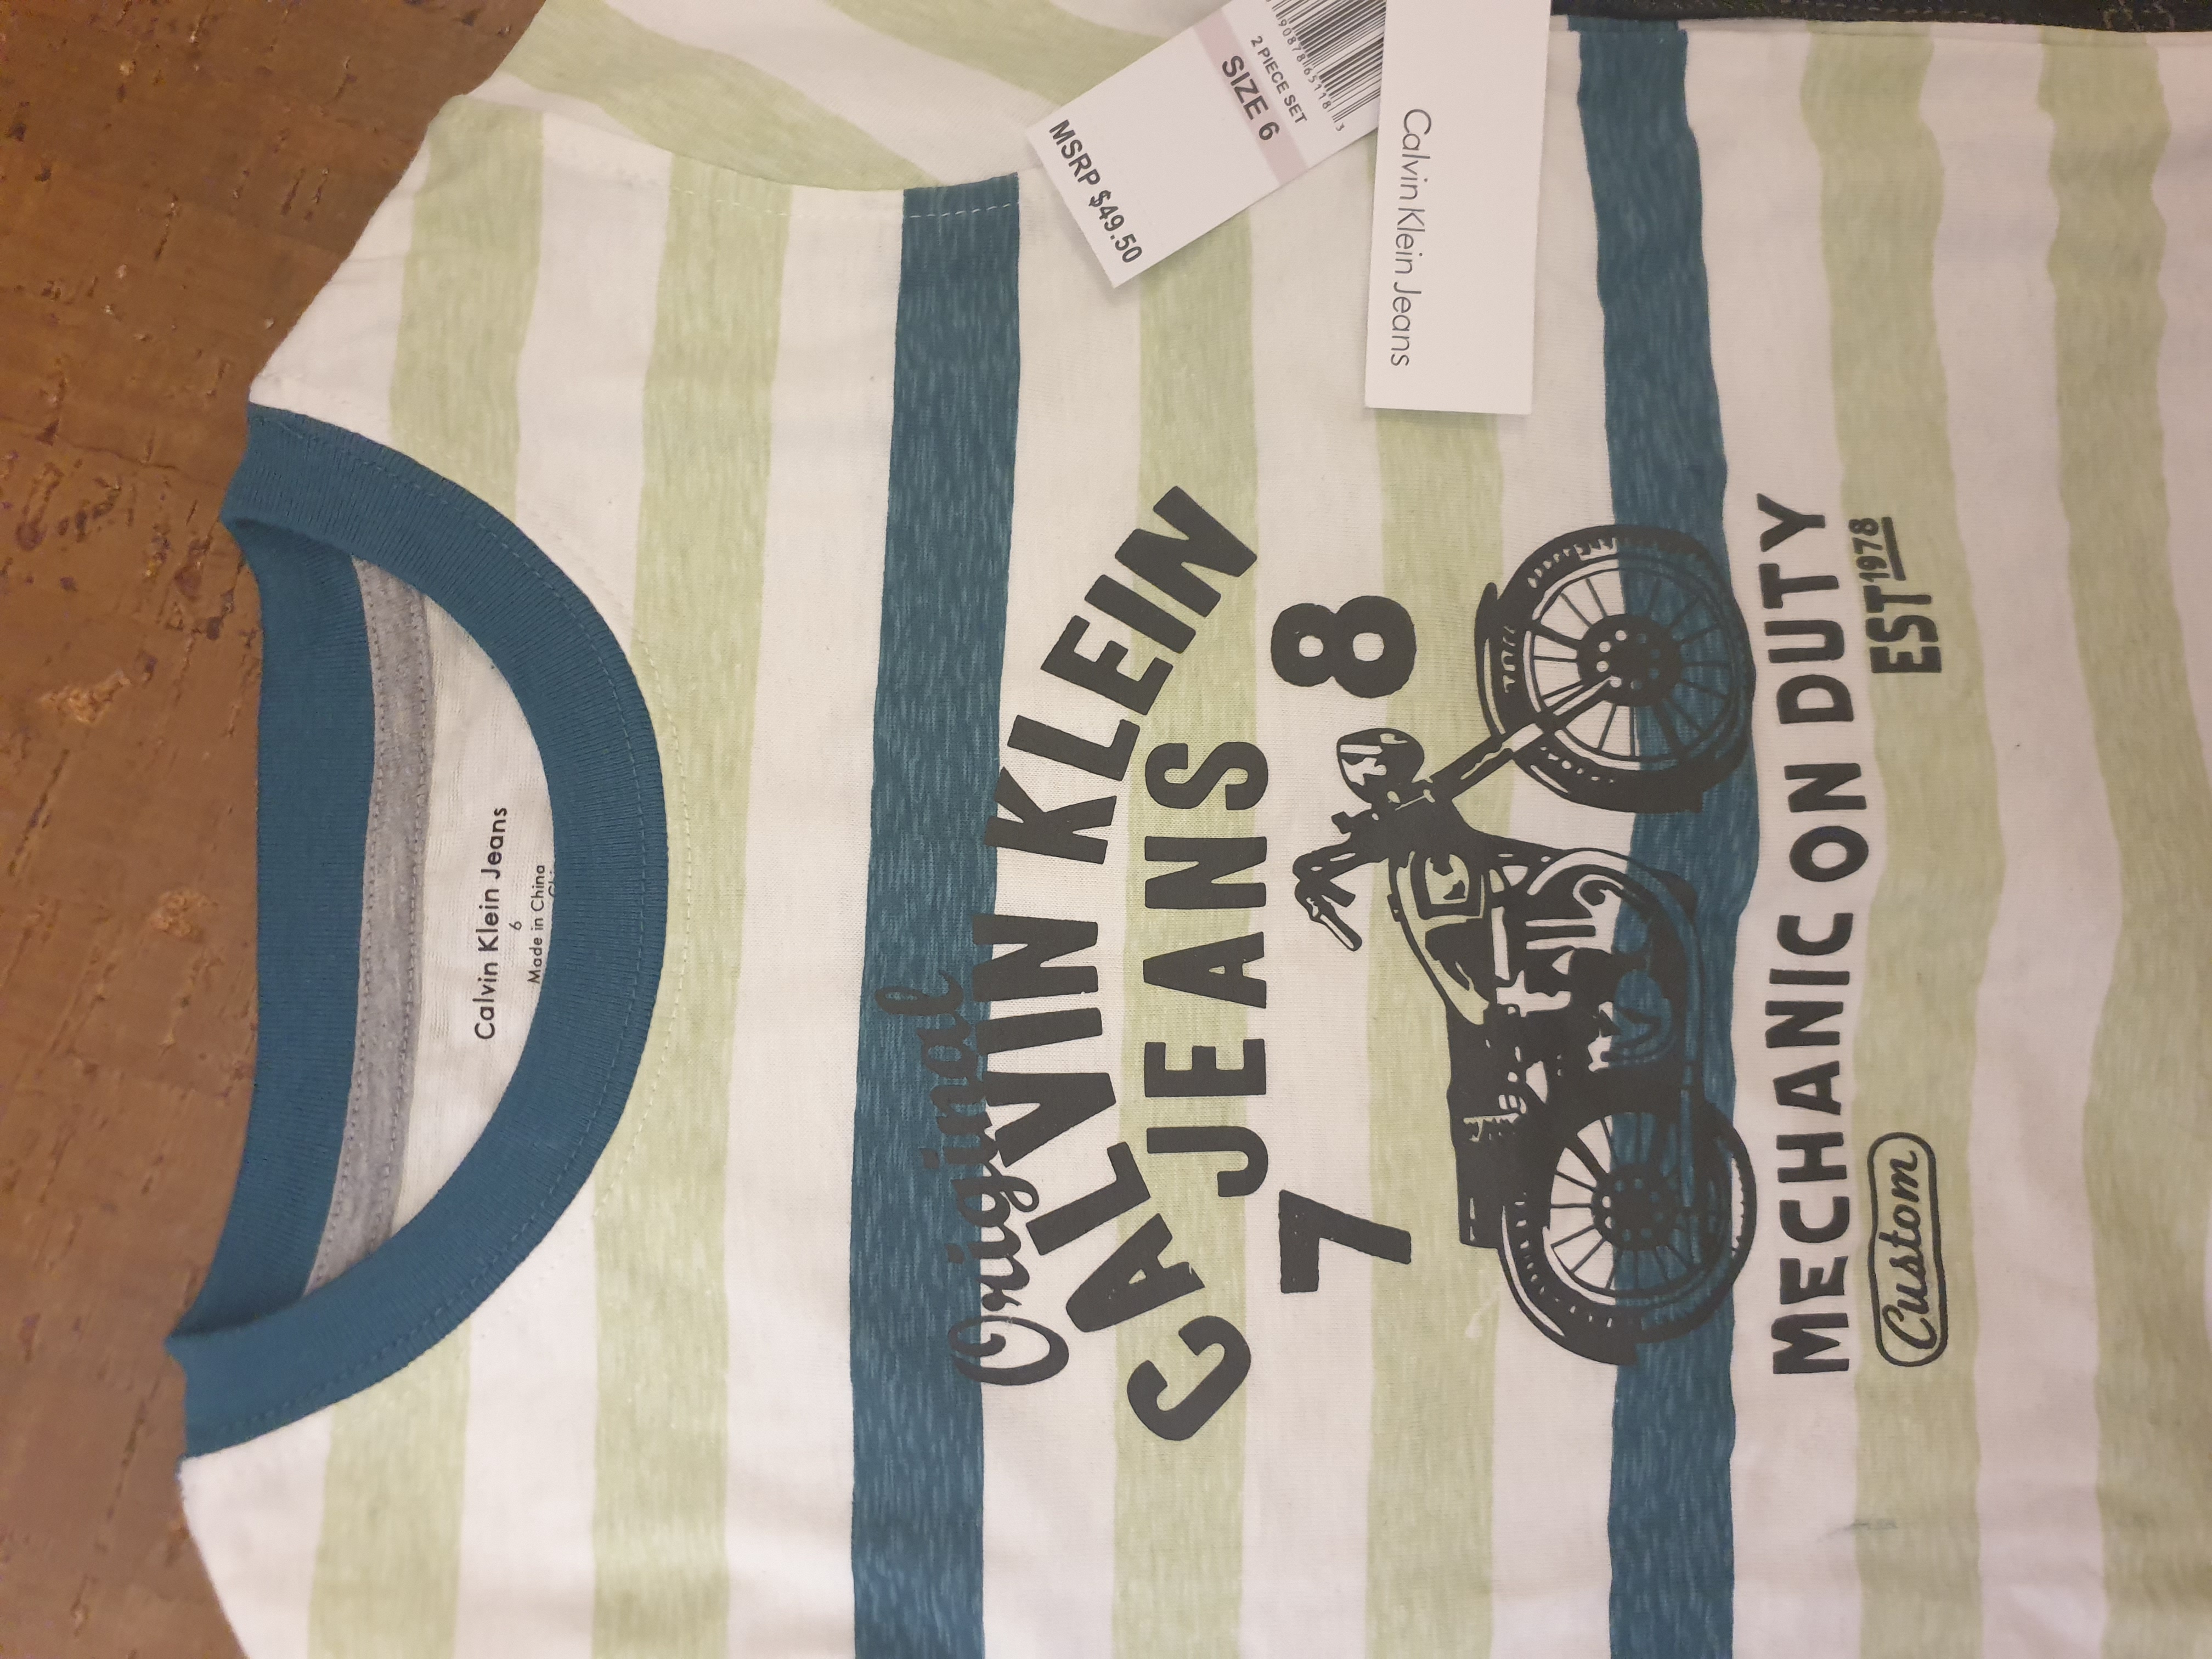 Calvin Klein Jeans
6
Made in China
190878651183
2 PIECE SET
SIZE 6
MSRP $49.50
Calvin Klein Jeans
Original
CALVIN KLEIN
JEANS
7 8
MECHANIC ON DUTY
Custom EST 1978